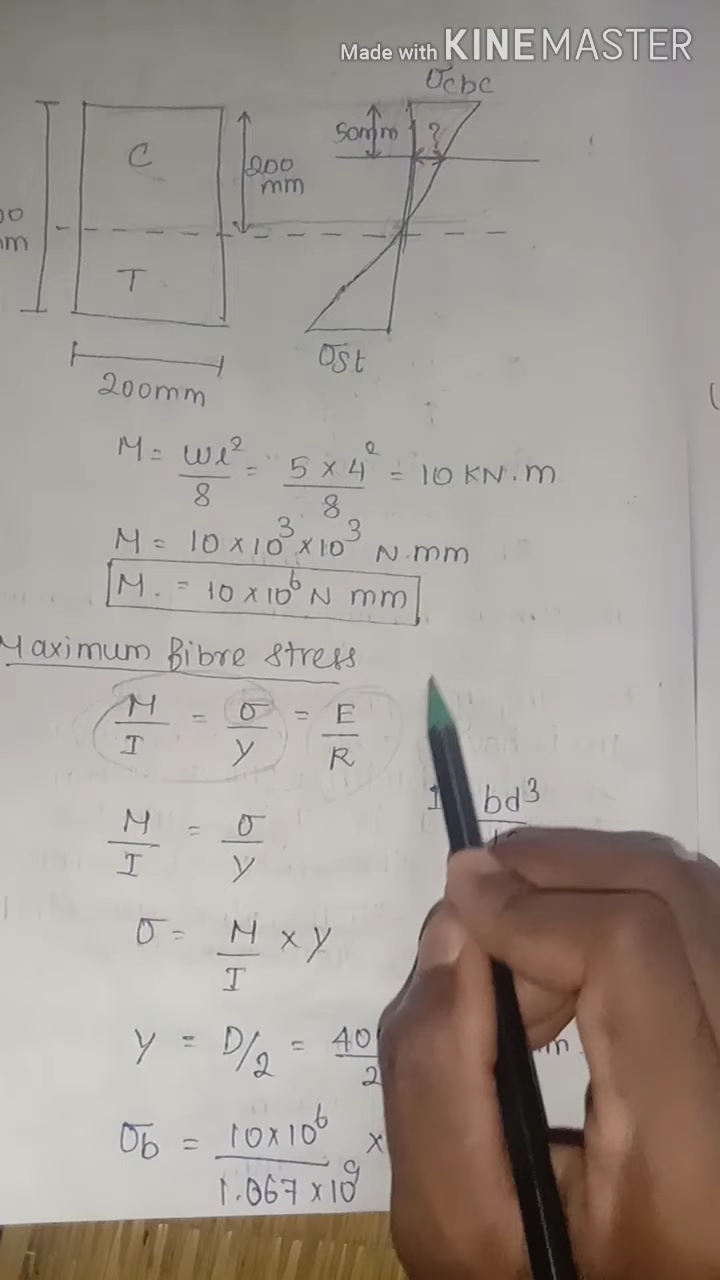 Made with KINEMASTER
σcbc
50mm ?
C 200 mm
T
σst
200mm
M = wl²/8 = 5 × 4²/8 = 10 KN.m
M = 10 × 10³ × 10³ N.mm
M. = 10 × 10⁶ N mm
Maximum fibre stress
M/I = σ/y = E/R
M/I = σ/y
bd³
σ = M/I × y
y = D/2 =
σb = 10×10⁶/1.067×10⁹ ×